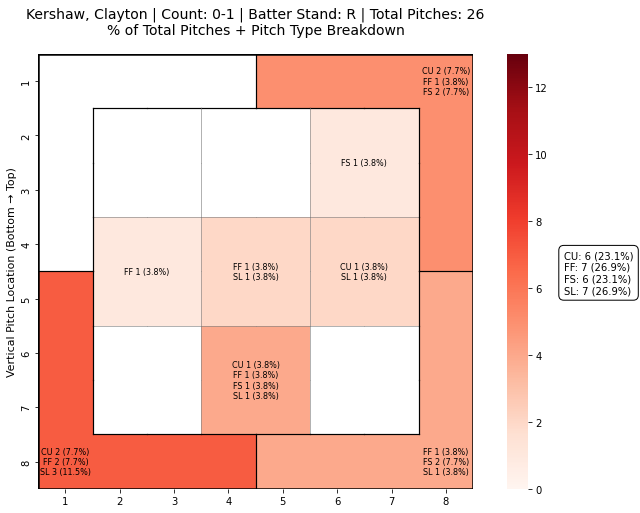 Kershaw, Clayton | Count: 0-1 | Batter Stand: R | Total Pitches: 26
% of Total Pitches + Pitch Type Breakdown
CU 2 (7.7%)
FF 1 (3.8%)
FS 2 (7.7%)
FS 1 (3.8%)
FF 1 (3.8%)
FF 1 (3.8%)
SL 1 (3.8%)
CU 1 (3.8%)
SL 1 (3.8%)
CU 1 (3.8%)
FF 1 (3.8%)
FS 1 (3.8%)
SL 1 (3.8%)
CU 2 (7.7%)
FF 2 (7.7%)
SL 3 (11.5%)
FF 1 (3.8%)
FS 2 (7.7%)
SL 1 (3.8%)
Vertical Pitch Location (Bottom → Top)
1
2
3
4
5
6
7
8
1 2 3 4 5 6 7 8
12
10
8
6
4
2
0
CU: 6 (23.1%)
FF: 7 (26.9%)
FS: 6 (23.1%)
SL: 7 (26.9%)